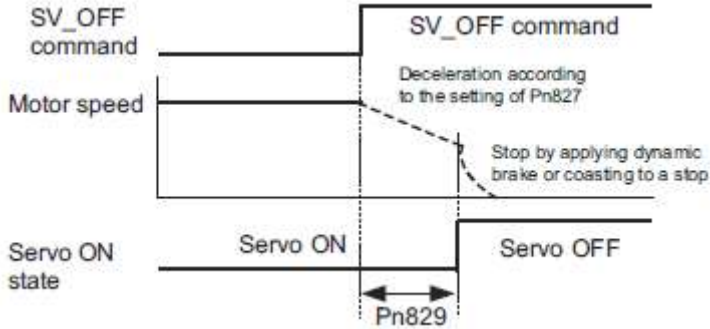 SV_OFF
command
SV_OFF command
Deceleration according
to the setting of Pn827
Motor speed
Stop by applying dynamic
brake or coasting to a stop
Servo ON
state
Servo ON
Servo OFF
Pn829